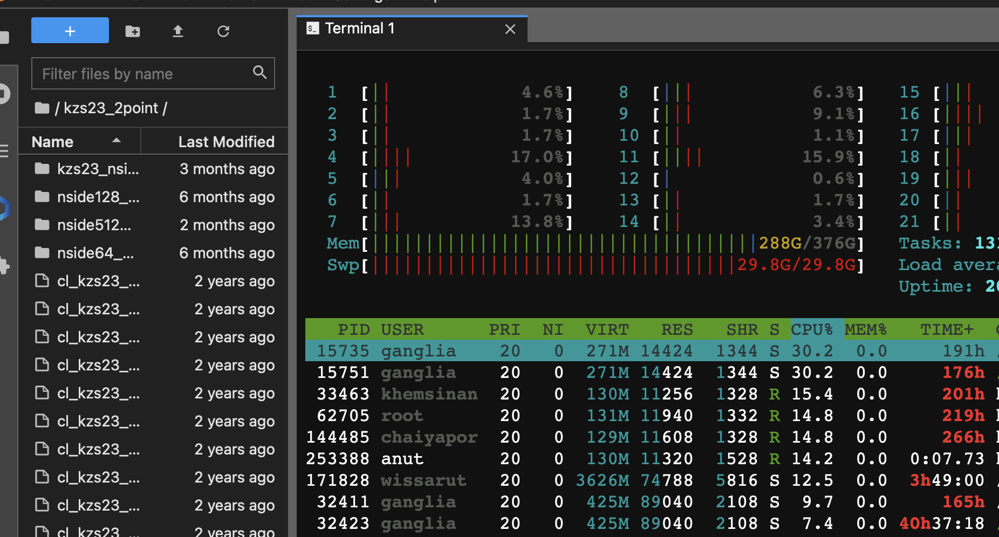 +
$_ Terminal 1 ×
Filter files by name
/ kzs23_2point /
Name Last Modified
kzs23_nsi... 3 months ago
nside128_... 6 months ago
nside512... 2 months ago
nside64_... 6 months ago
cl_kzs23_... 2 years ago
cl_kzs23_... 2 years ago
cl_kzs23_... 2 years ago
cl_kzs23_... 2 years ago
cl_kzs23_... 2 years ago
cl_kzs23_... 2 years ago
cl_kzs23_... 2 years ago
cl_kzs23_... 2 years ago
cl_kzs23_... 2 years ago
cl_kzs23_... 2 years ago
1 [|| 4.6%] 8 [||| 6.3%] 15 [|||
2 [|| 1.7%] 9 [||| 9.1%] 16 [||||
3 [|| 1.7%] 10 [|| 1.1%] 17 [|||
4 [|||| 17.0%] 11 [|||| 15.9%] 18 [||
5 [||| 4.0%] 12 [| 0.6%] 19 [|||
6 [|| 1.7%] 13 [|| 1.7%] 20 [||
7 [||| 13.8%] 14 [|| 3.4%] 21 [||
Mem[||||||||||||||||||||||||||||||||||||288G/376G] Tasks:
Swp[||||||||||||||||||||||||||||||||||29.8G/29.8G] Load
Uptime:
PID USER PRI NI VIRT RES SHR S CPU% MEM% TIME+
15735 ganglia 20 0 271M 14424 1344 S 30.2 0.0 191h
15751 ganglia 20 0 271M 14424 1344 S 30.2 0.0 176h
33463 khemsinan 20 0 130M 11256 1328 R 15.4 0.0 201h
62705 root 20 0 131M 11940 1332 R 14.8 0.0 219h
144485 chaiyapor 20 0 129M 11608 1328 R 14.8 0.0 266h
253388 anut 20 0 130M 11320 1528 R 14.2 0.0 0:07.73
171828 wissarut 20 0 3626M 74788 5816 S 12.5 0.0 3h49:00
32411 ganglia 20 0 425M 89040 2108 S 9.7 0.0 165h
32423 ganglia 20 0 425M 89040 2108 S 7.4 0.0 40h37:18